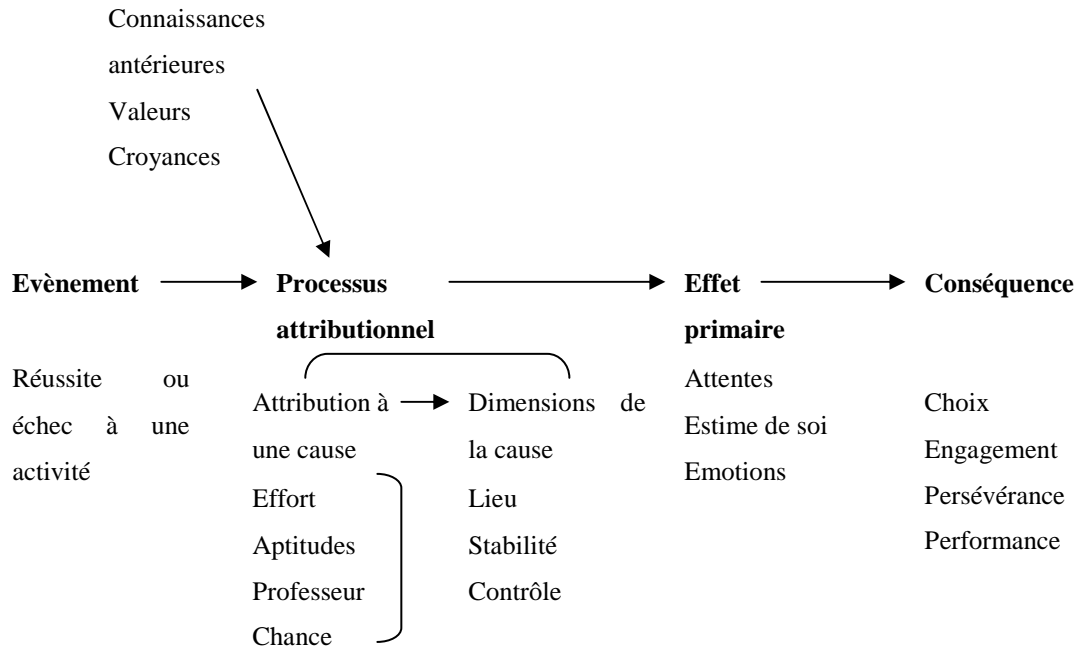 Connaissances
antérieures
Valeurs
Croyances
Evènement
Processus
attributionnel
Effet
primaire
Conséquence
Réussite ou
échec à une
activité
Attribution à
une cause
Effort
Aptitudes
Professeur
Chance
Dimensions de
la cause
Lieu
Stabilité
Contrôle
Attentes
Estime de soi
Emotions
Choix
Engagement
Persévérance
Performance